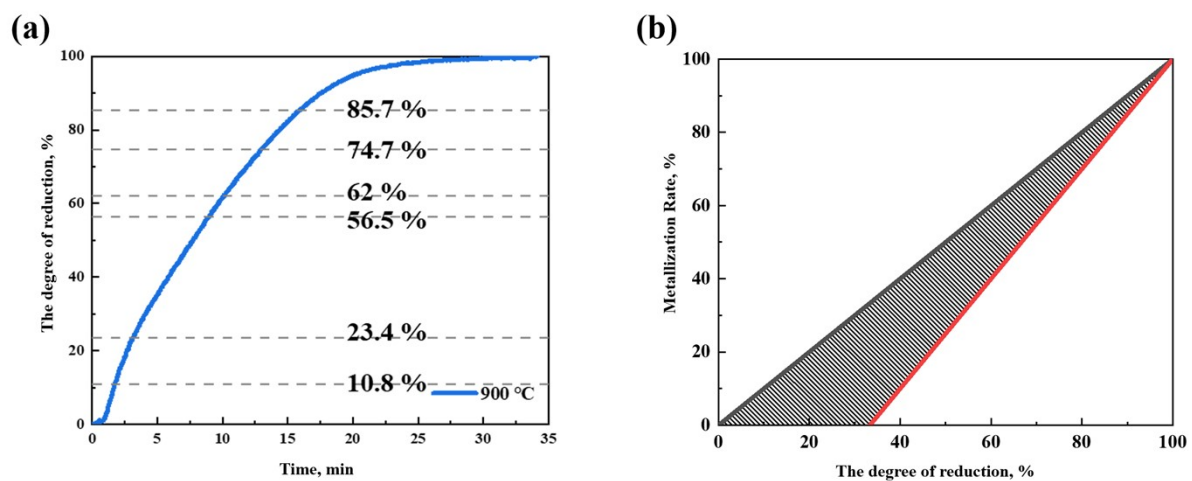 (a)
100
80
60
40
20
0
The degree of reduction, %
85.7 %
74.7 %
62 %
56.5 %
23.4 %
10.8 %
900 °C
0 5 10 15 20 25 30 35
Time, min
(b)
100
80
60
40
20
0
Metallization Rate, %
0 20 40 60 80 100
The degree of reduction, %